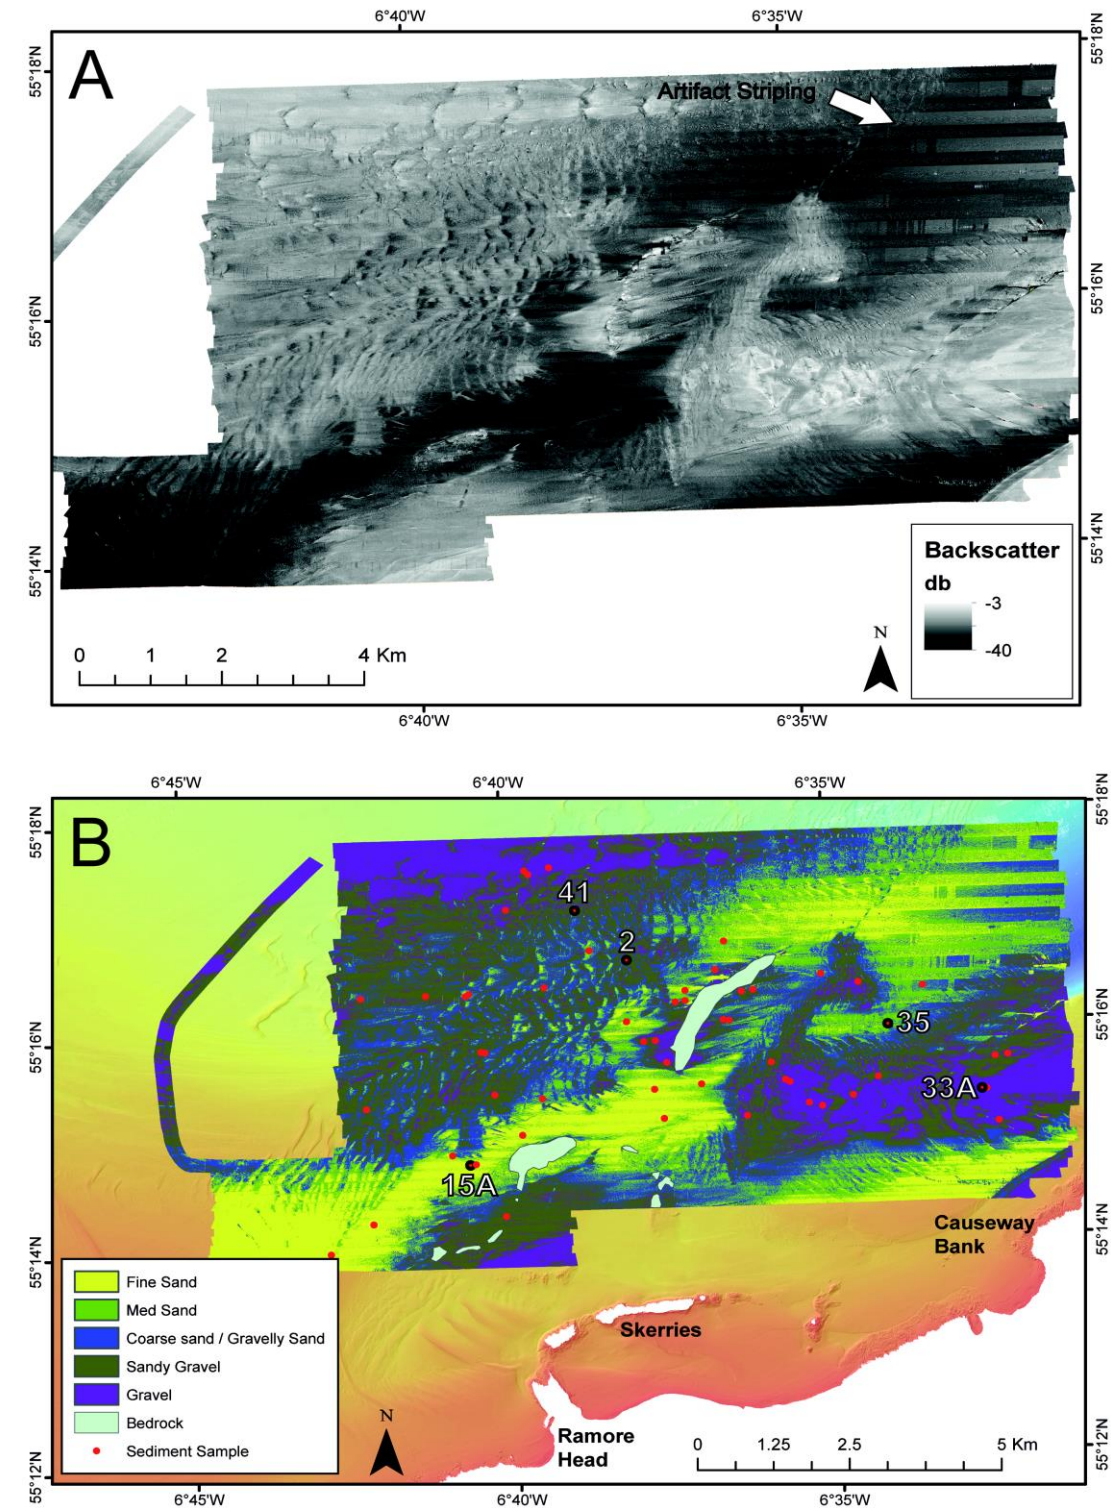 6°40'W 6°35'W
A
Artifact Striping
55°18'N 55°18'N
55°16'N 55°16'N
55°14'N 55°14'N
Backscatter
db
-3
-40
N
0 1 2 4 Km
6°40'W 6°35'W
6°45'W 6°40'W 6°35'W
B
55°18'N 55°18'N
41
2
35
55°16'N 55°16'N
33A
15A
Causeway
Bank
55°14'N 55°14'N
Fine Sand
Med Sand
Coarse sand / Gravelly Sand
Sandy Gravel
Gravel
Bedrock
Sediment Sample
Skerries
N
Ramore
Head
0 1.25 2.5 5 Km
55°12'N 55°12'N
6°45'W 6°40'W 6°35'W